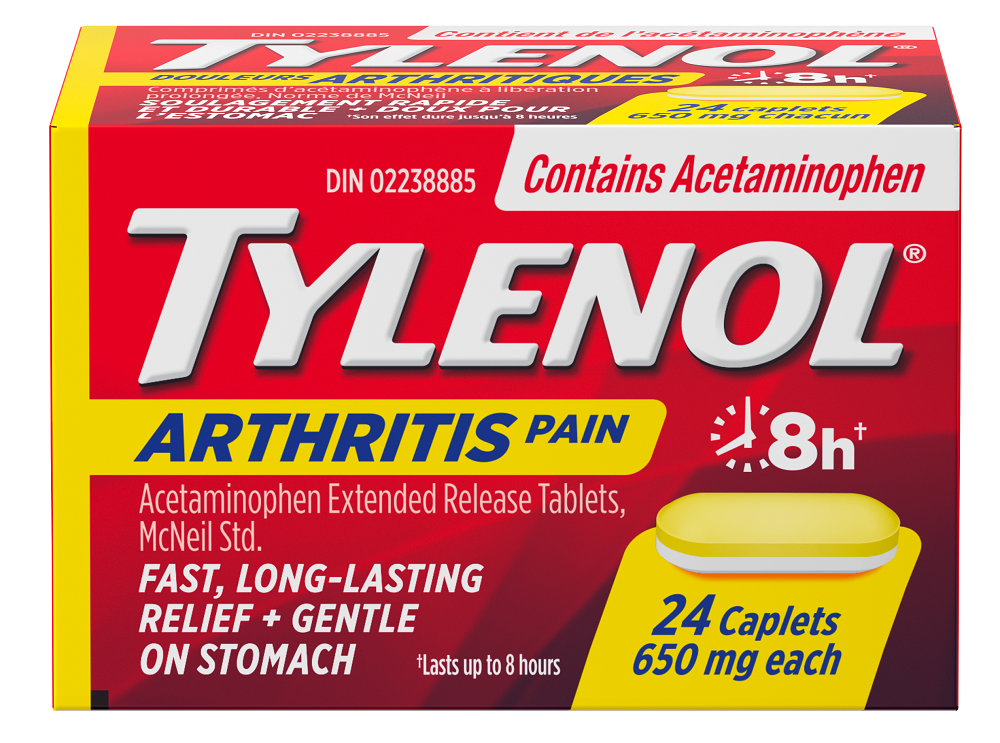 DIN 02238885
Contient de l'acétaminophène
TYLENOL®
DOULEURS ARTHRITIQUES
8h†
Comprimés d'acétaminophène à libération
prolongée, Norme de McNeil
SOULAGEMENT RAPIDE
ET DURABLE + DOUX POUR
L'ESTOMAC
†Son effet dure jusqu'à 8 heures
24 caplets
650 mg chacun
DIN 02238885
Contains Acetaminophen
TYLENOL®
ARTHRITIS PAIN
8h†
Acetaminophen Extended Release Tablets,
McNeil Std.
FAST, LONG-LASTING
RELIEF + GENTLE
ON STOMACH
†Lasts up to 8 hours
24 Caplets
650 mg each